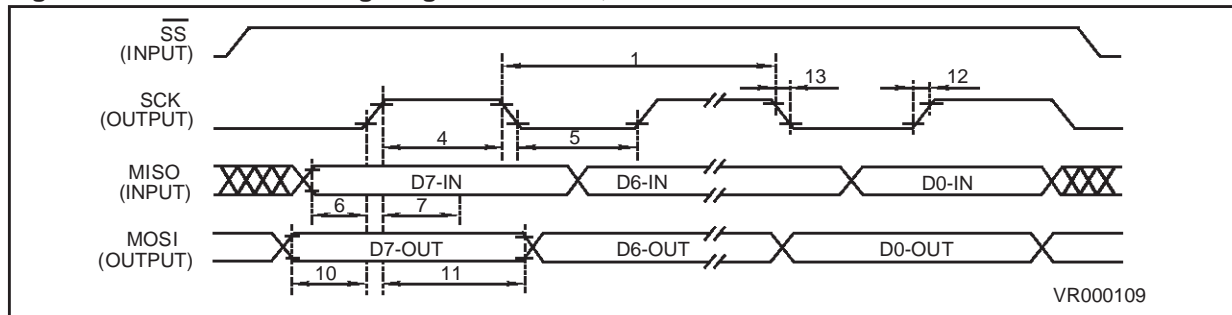 SS
(INPUT)
1
13
12
SCK
(OUTPUT)
4
5
MISO
(INPUT)
D7-IN
D6-IN
D0-IN
6
7
MOSI
(OUTPUT)
D7-OUT
D6-OUT
D0-OUT
10
11
VR000109